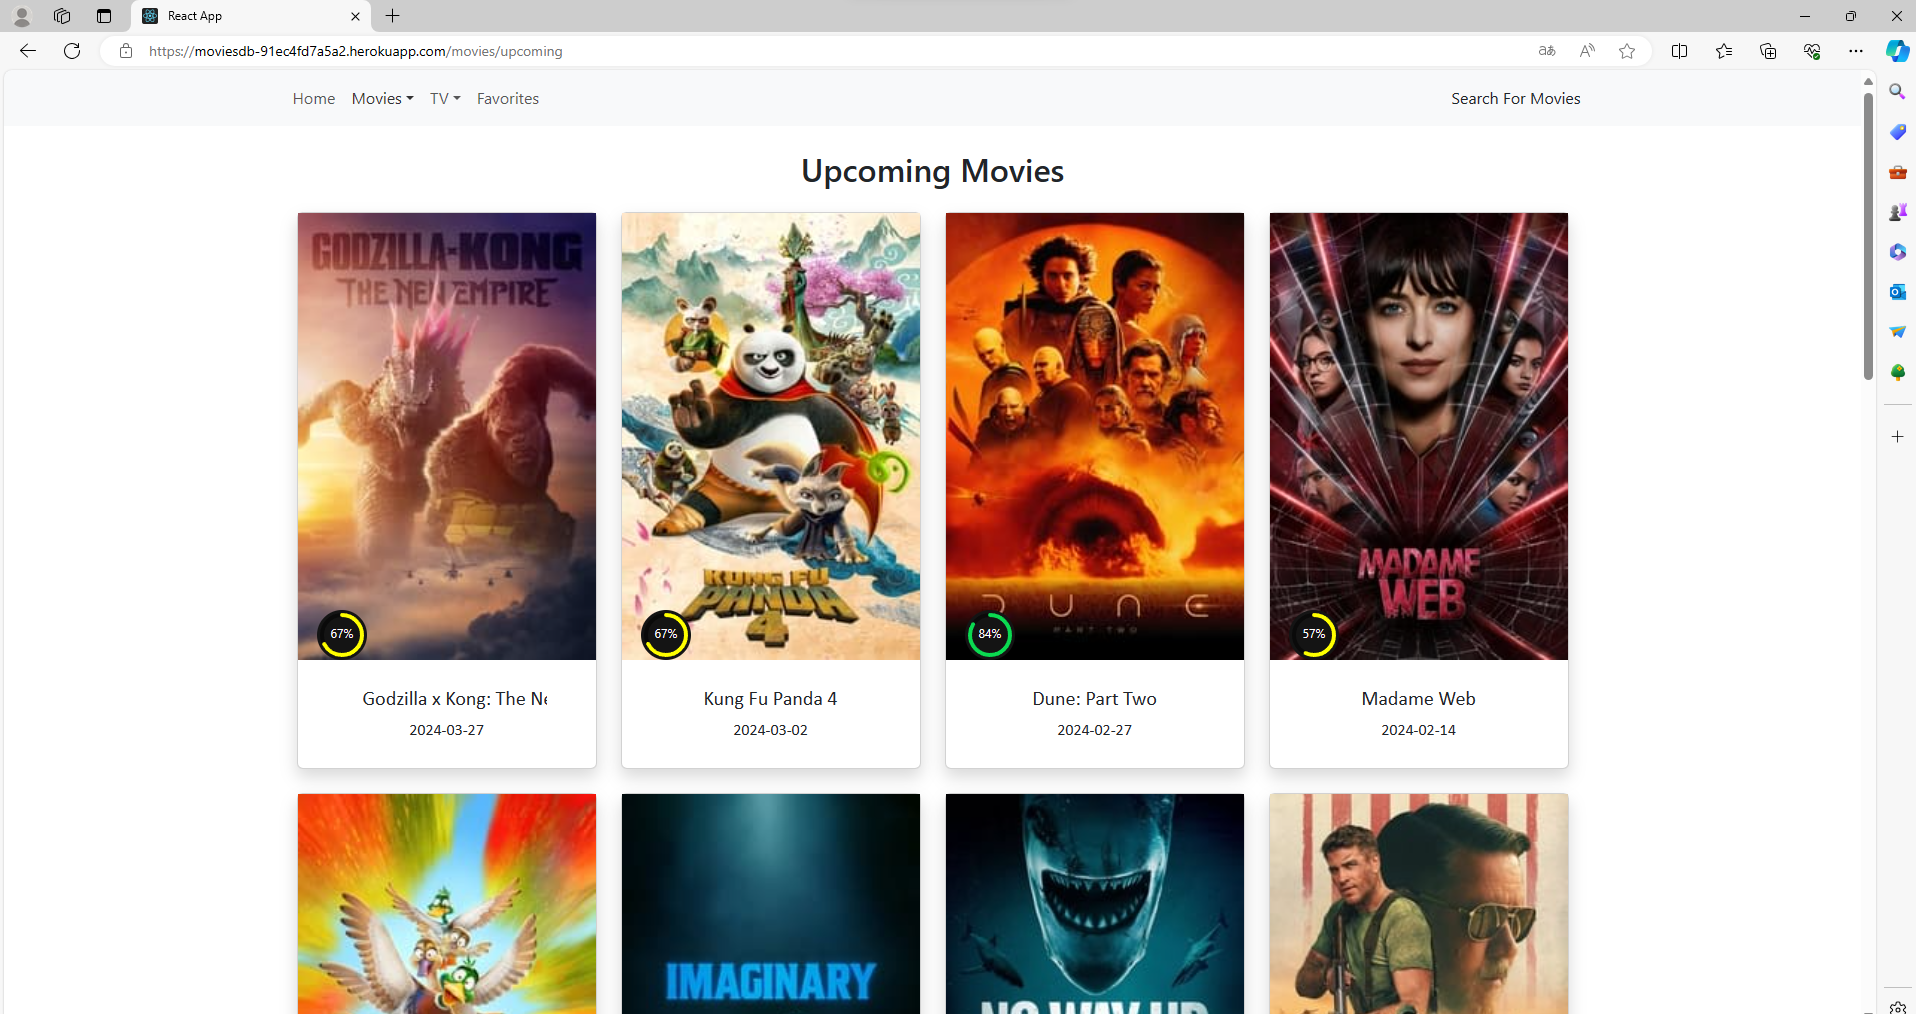 React App
https://moviesdb-91ec4fd7a5a2.herokuapp.com/movies/upcoming
Home Movies TV Favorites Search For Movies
Upcoming Movies
GODZILLA x KONG
THE NEW EMPIRE
KUNG FU
PANDA
4
DUNE
PART TWO
MADAME
WEB
67% 67% 84% 57%
Godzilla x Kong: The Ne Kung Fu Panda 4 Dune: Part Two Madame Web
2024-03-27 2024-03-02 2024-02-27 2024-02-14
IMAGINARY
NO WAY UP